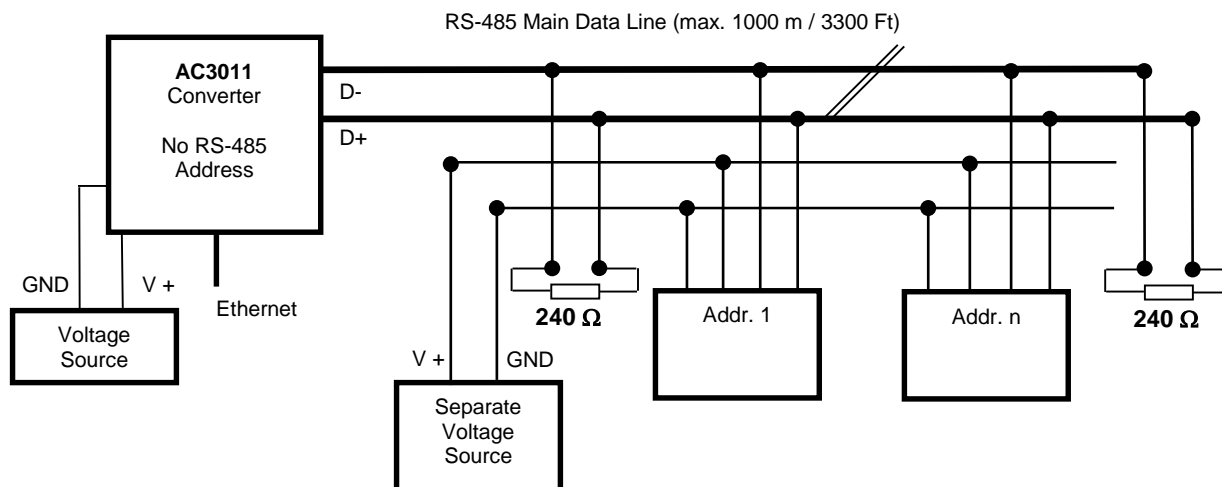 RS-485 Main Data Line (max. 1000 m / 3300 Ft)
AC3011
Converter
No RS-485
Address
D-
D+
GND
V +
Ethernet
Voltage
Source
V +
GND
Separate
Voltage
Source
240 Ω
Addr. 1
Addr. n
240 Ω